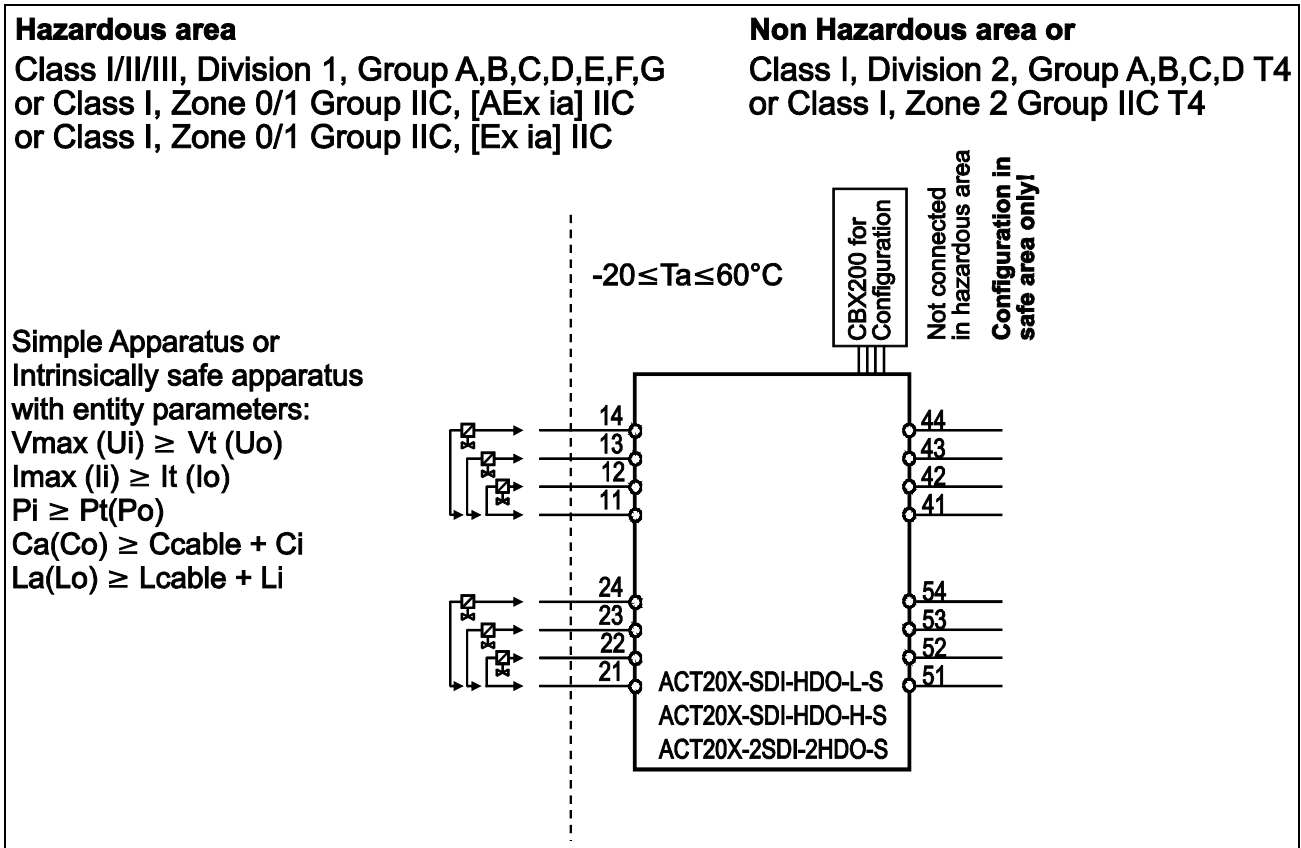 Hazardous area
Class I/II/III, Division 1, Group A,B,C,D,E,F,G
or Class I, Zone 0/1 Group IIC, [AEx ia] IIC
or Class I, Zone 0/1 Group IIC, [Ex ia] IIC
Non Hazardous area or
Class I, Division 2, Group A,B,C,D T4
or Class I, Zone 2 Group IIC T4
CBX200 for
Configuration
Not connected
in hazardous area
Configuration in
safe area only!
-20≤Ta≤60°C
Simple Apparatus or
Intrinsically safe apparatus
with entity parameters:
Vmax (Ui) ≥ Vt (Uo)
Imax (Ii) ≥ It (Io)
Pi ≥ Pt(Po)
Ca(Co) ≥ Ccable + Ci
La(Lo) ≥ Lcable + Li
14
13
12
11
24
23
22
21
44
43
42
41
54
53
52
51
ACT20X-SDI-HDO-L-S
ACT20X-SDI-HDO-H-S
ACT20X-2SDI-2HDO-S